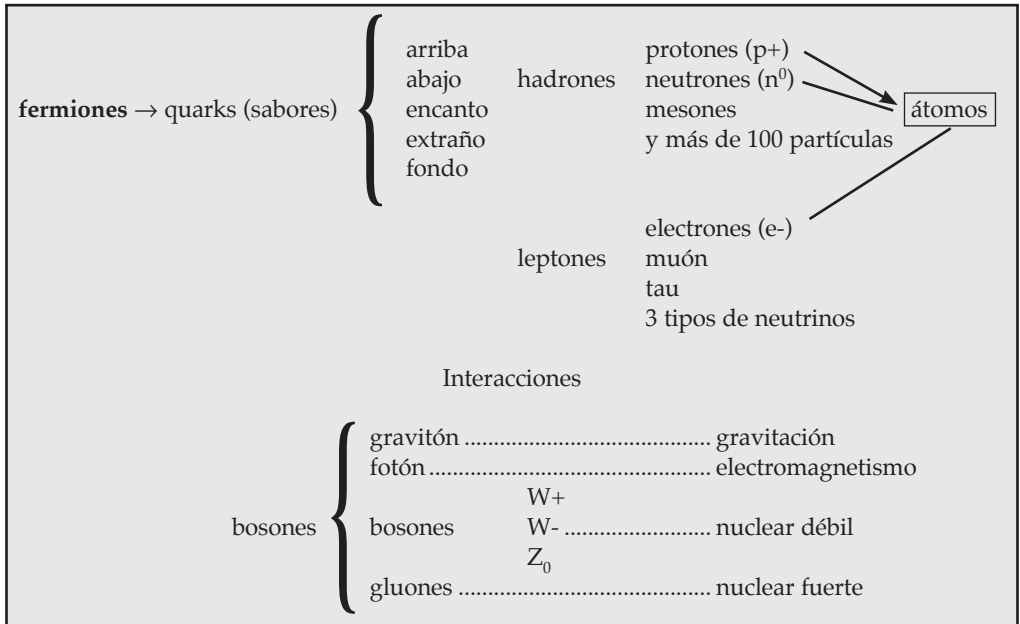 arriba protones (p+)
abajo hadrones neutrones (n⁰)
fermiones → quarks (sabores) encanto mesones átomos
extraño y más de 100 partículas
fondo
electrones (e-)
leptones muón
tau
3 tipos de neutrinos
Interacciones
gravitón .......................................... gravitación
fotón ................................................ electromagnetismo
W+
bosones bosones W- ......................... nuclear débil
Z₀
gluones ........................................... nuclear fuerte